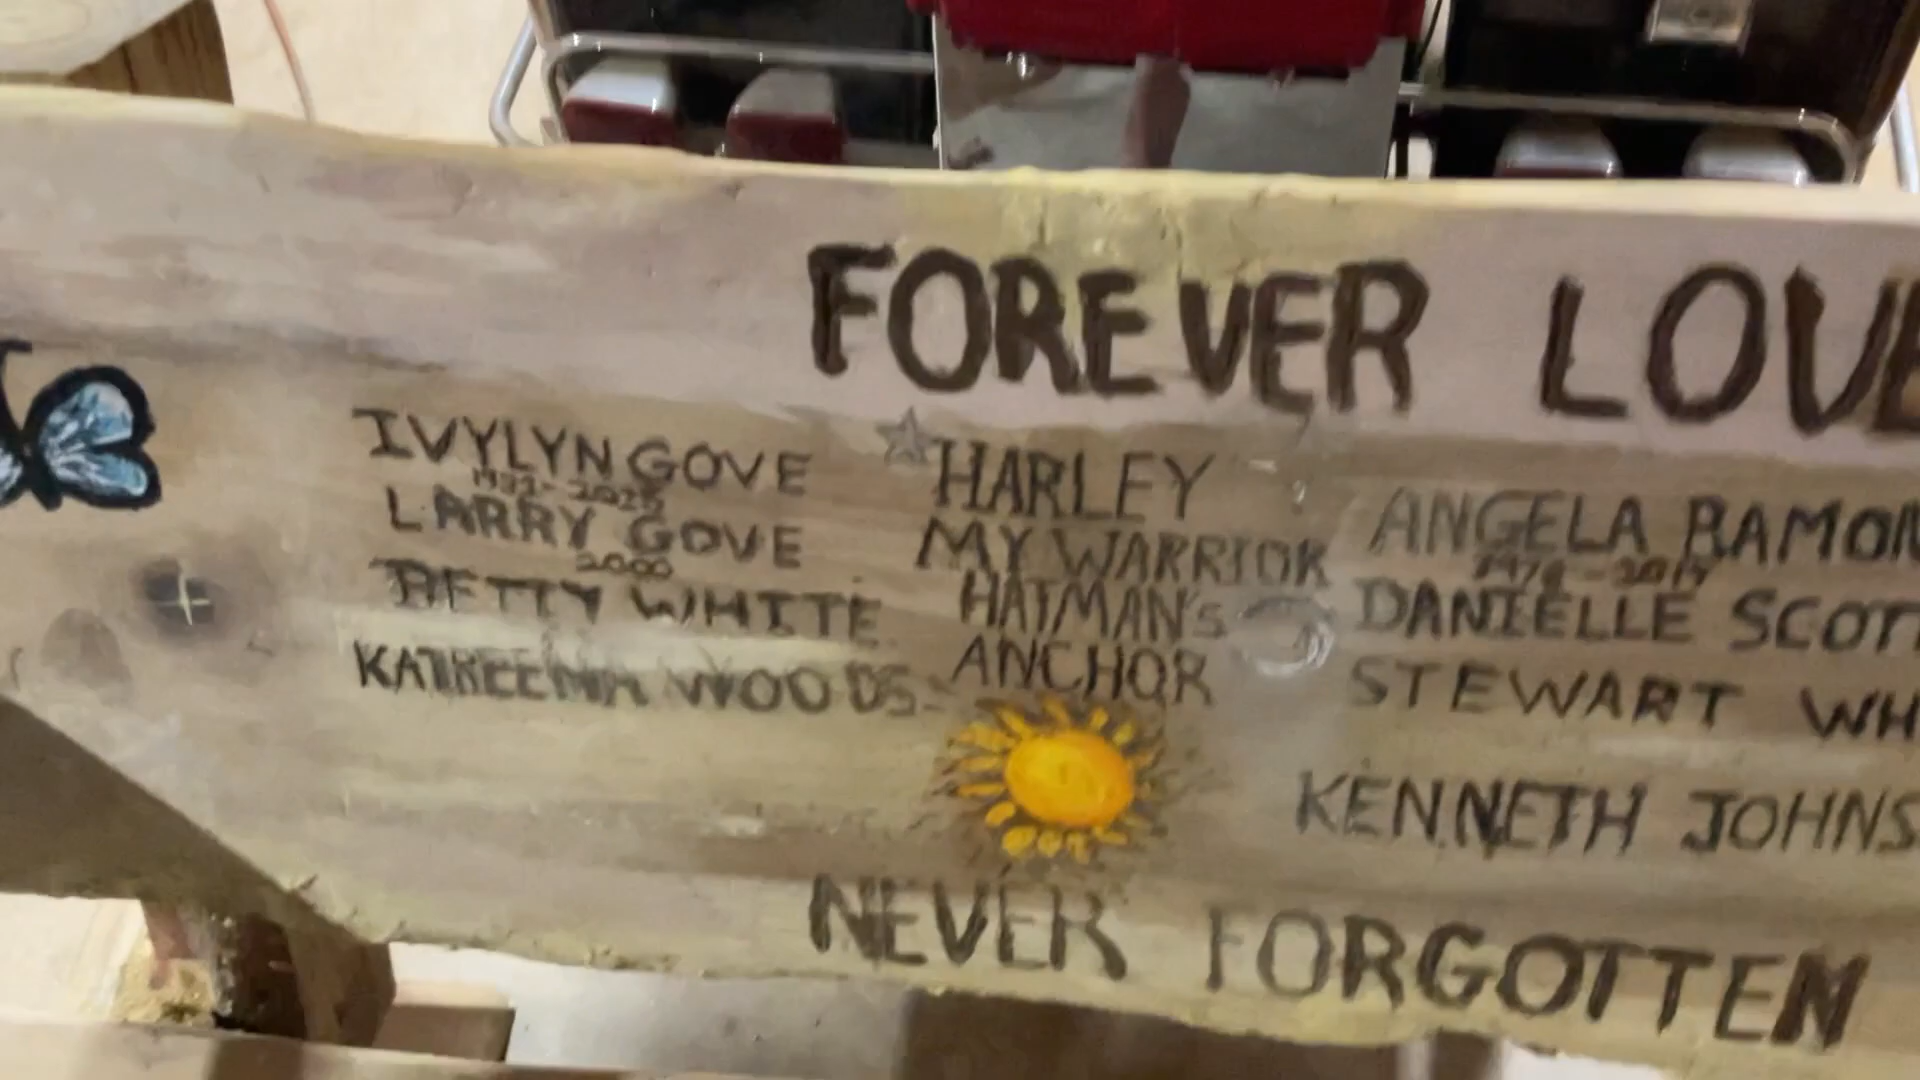 FOREVER LOVE
IVYLYN GOVE
LARRY GOVE
2000
BETTY WHITE
KATREENA WOODS
HARLEY
MY WARRIOR
HATMAN'S
ANCHOR
ANGELA RAMON
DANIELLE SCOTT
STEWART WH
KENNETH JOHNS
NEVER FORGOTTEN